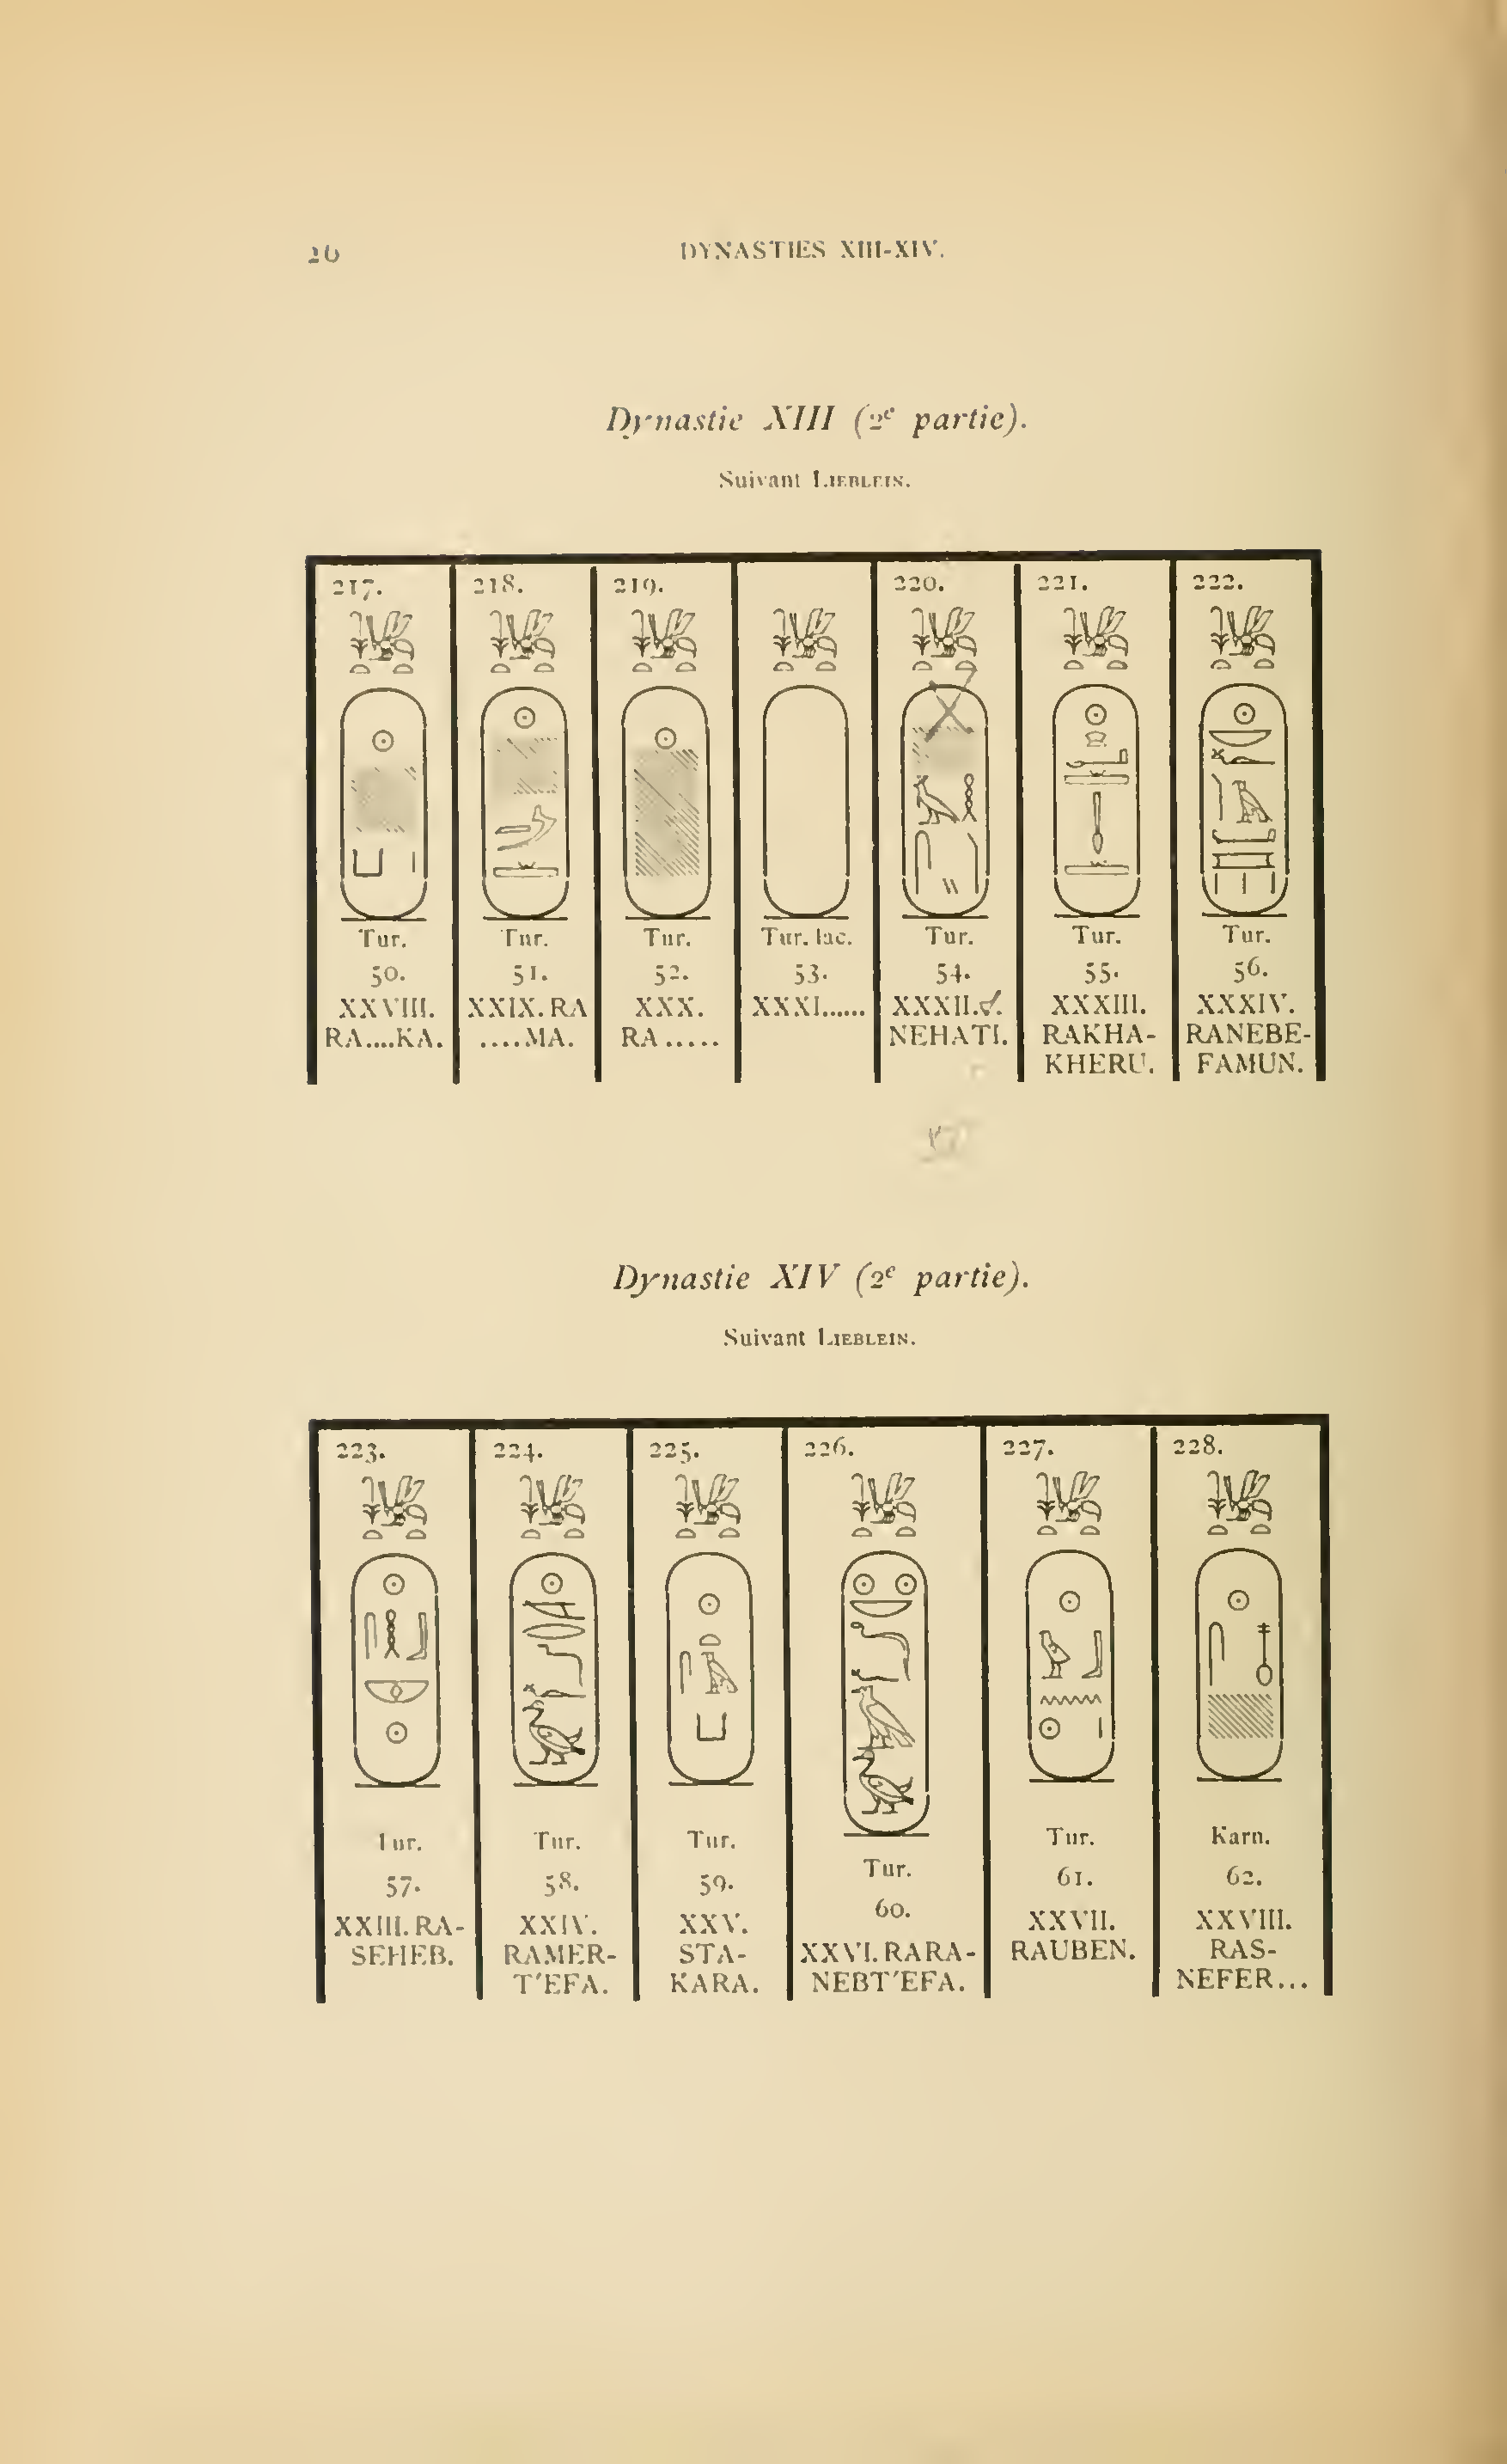 26 DYNASTIES XIII-XIV.
Dynastie XIII (2e partie).
Suivant LIEBLEIN.
217. 218. 219. 220. 221. 222.
Tur. Tur. Tur. Tur. lac. Tur. Tur. Tur.
50. 51. 52. 53. 54. 55. 56.
XXVIII. XXIX. RA XXX. XXXI...... XXXII. XXXIII. XXXIV.
RA....KA. ....MA. RA..... NEHATI. RAKHA- RANEBE-
KHERU. FAMUN.
Dynastie XIV (2e partie).
Suivant LIEBLEIN.
223. 224. 225. 226. 227. 228.
Tur. Tur. Tur. Tur. Tur. Karn.
57. 58. 59. 60. 61. 62.
XXIII. RA- XXIV. XXV. XXVI. RARA- XXVII. XXVIII.
SEHEB. RAMER- STA- NEBT'EFA. RAUBEN. RAS-
T'EFA. KARA. NEFER...